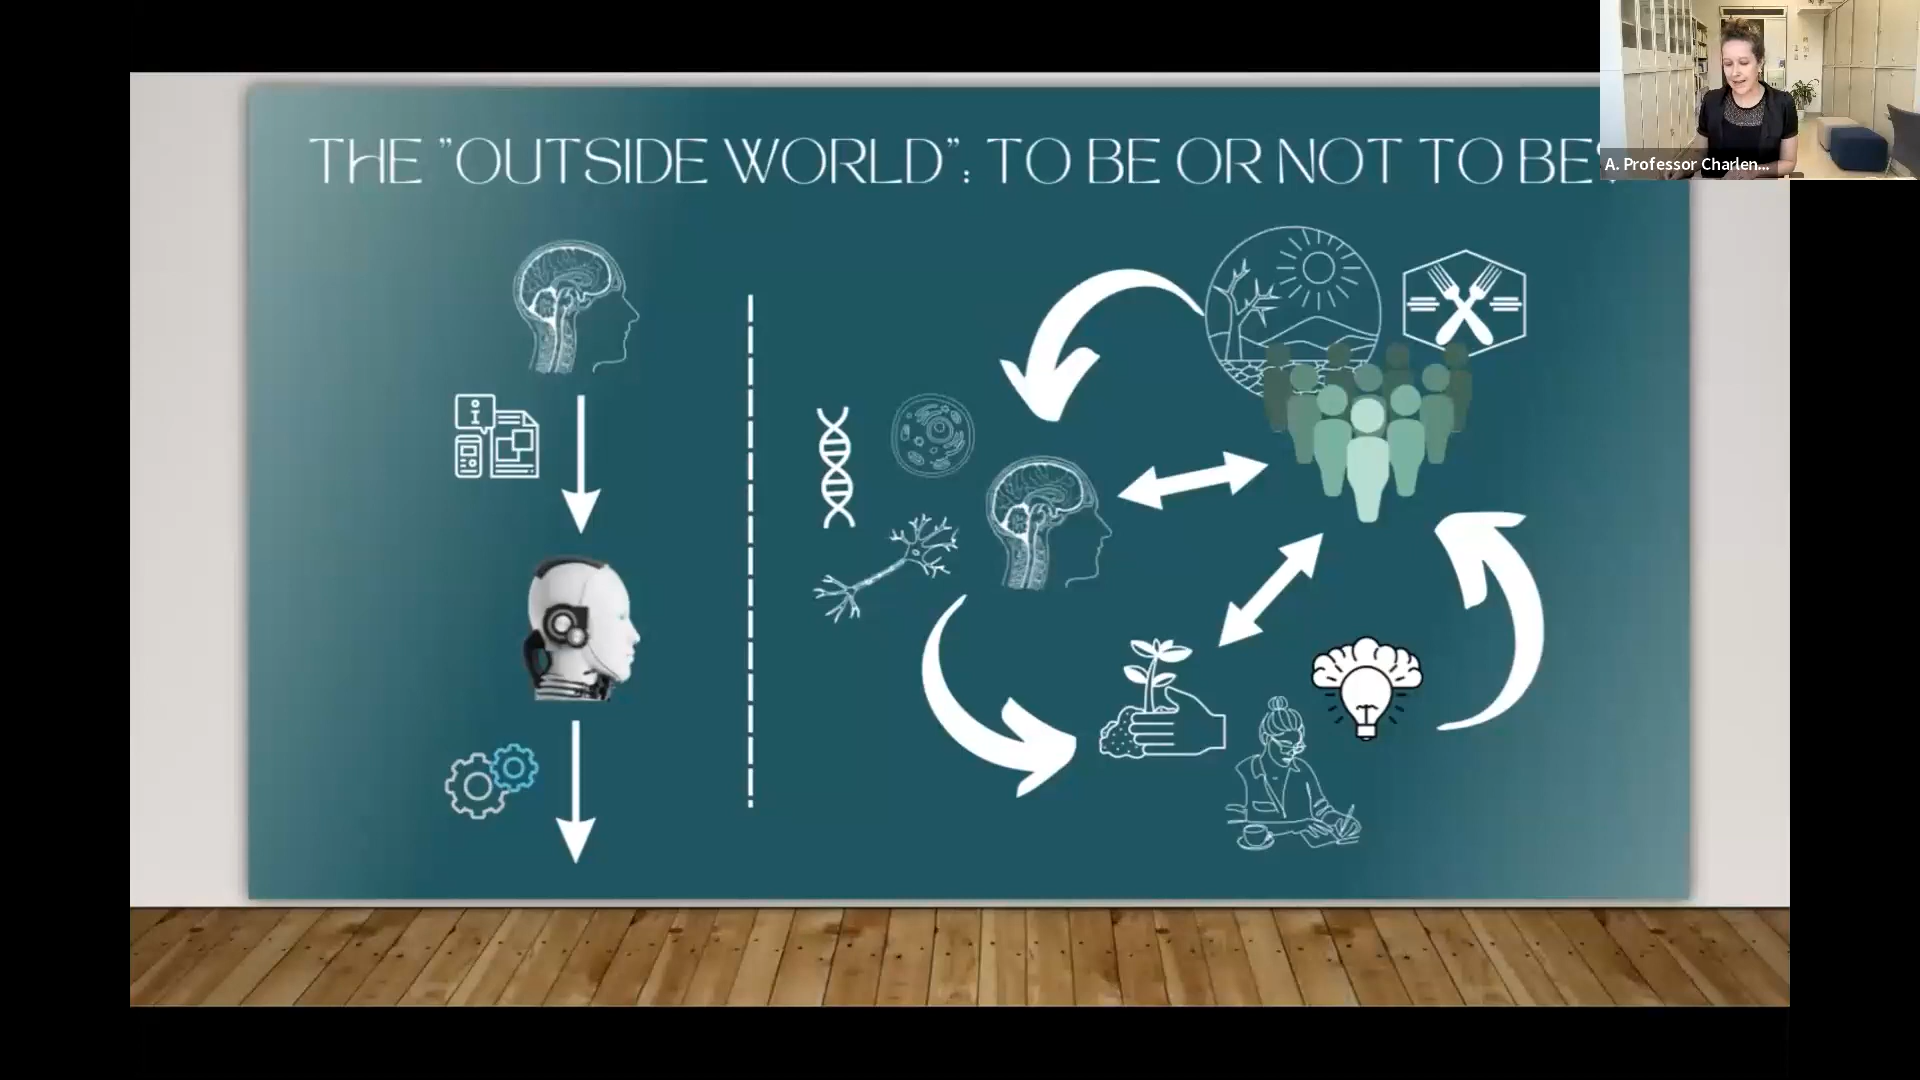 THE "OUTSIDE WORLD": TO BE OR NOT TO BE?
A. Professor Charlen...
i